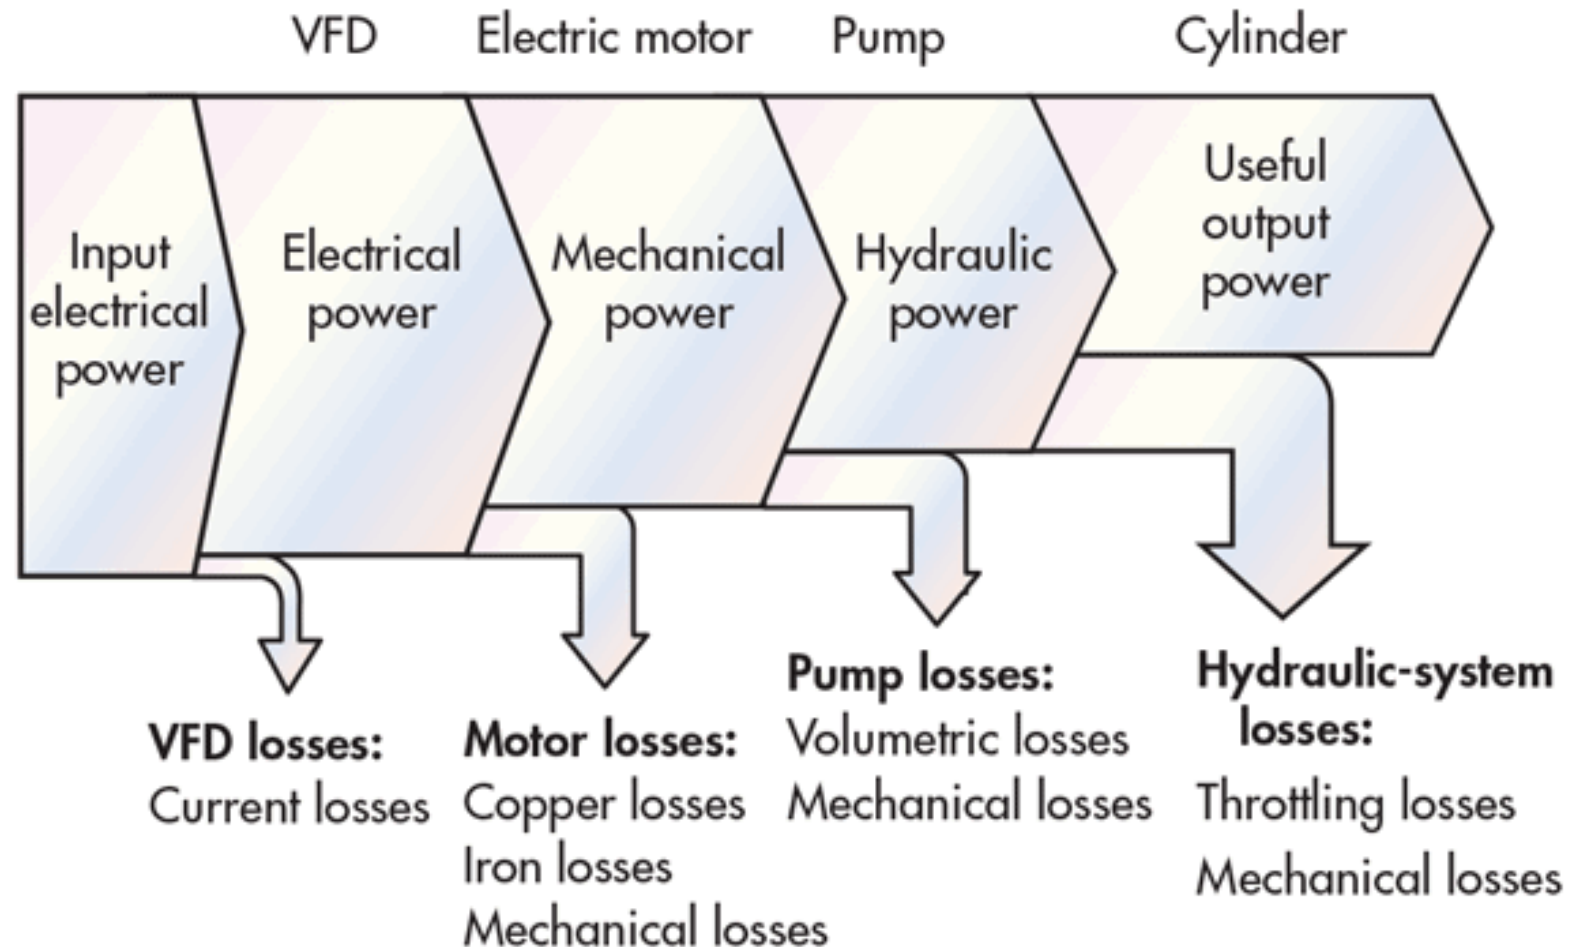 VFD
Electric motor
Pump
Cylinder
Input
electrical
power
Electrical
power
Mechanical
power
Hydraulic
power
Useful
output
power
VFD losses:
Current losses
Motor losses:
Copper losses
Iron losses
Mechanical losses
Pump losses:
Volumetric losses
Mechanical losses
Hydraulic-system
losses:
Throttling losses
Mechanical losses